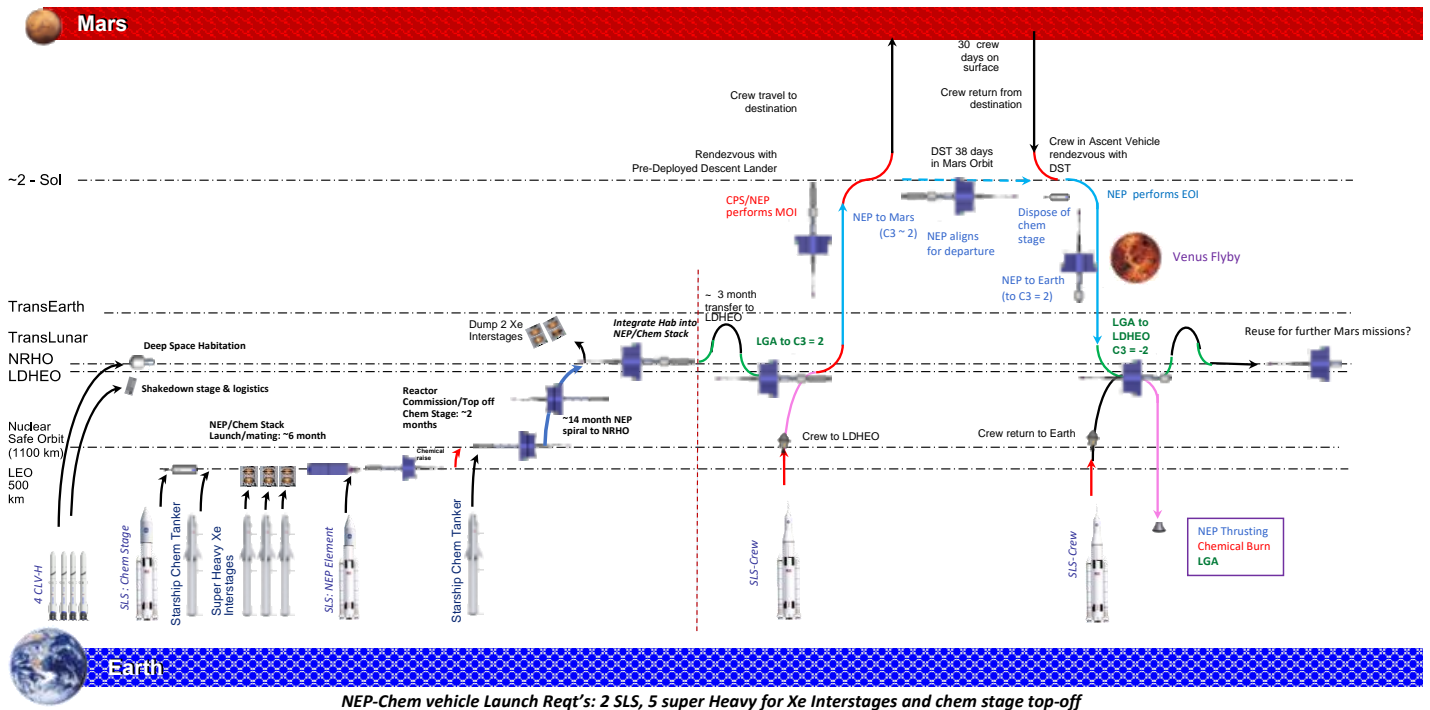 Mars
30 crew
days on
surface
Crew travel to
destination
Crew return from
destination
Rendezvous with
Pre-Deployed Descent Lander
DST 38 days
in Mars Orbit
Crew in Ascent Vehicle
rendezvous with
DST
~2 - Sol
CPS/NEP
performs MOI
NEP to Mars
(C3 ~ 2)
NEP aligns
for departure
Dispose of
chem
stage
NEP performs EOI
Venus Flyby
NEP to Earth
(to C3 = 2)
TransEarth
~ 3 month
transfer to
LDHEO
Dump 2 Xe
Interstages
Integrate Hab into
NEP/Chem Stack
LGA to C3 = 2
LGA to
LDHEO
C3 = -2
Reuse for further Mars missions?
TransLunar
NRHO
LDHEO
Deep Space Habitation
Shakedown stage & logistics
Reactor
Commission/Top off
Chem Stage: ~2
months
~14 month NEP
spiral to NRHO
NEP/Chem Stack
Launch/mating: ~6 month
Chemical
raise
Nuclear
Safe Orbit
(1100 km)
LEO
500
km
Crew to LDHEO
Crew return to Earth
4 CLV-H
SLS : Chem Stage
Starship Chem Tanker
Super Heavy Xe
Interstages
SLS: NEP Element
Starship Chem Tanker
SLS-Crew
SLS- Crew
NEP Thrusting
Chemical Burn
LGA
Earth
NEP-Chem vehicle Launch Reqt's: 2 SLS, 5 super Heavy for Xe Interstages and chem stage top-off